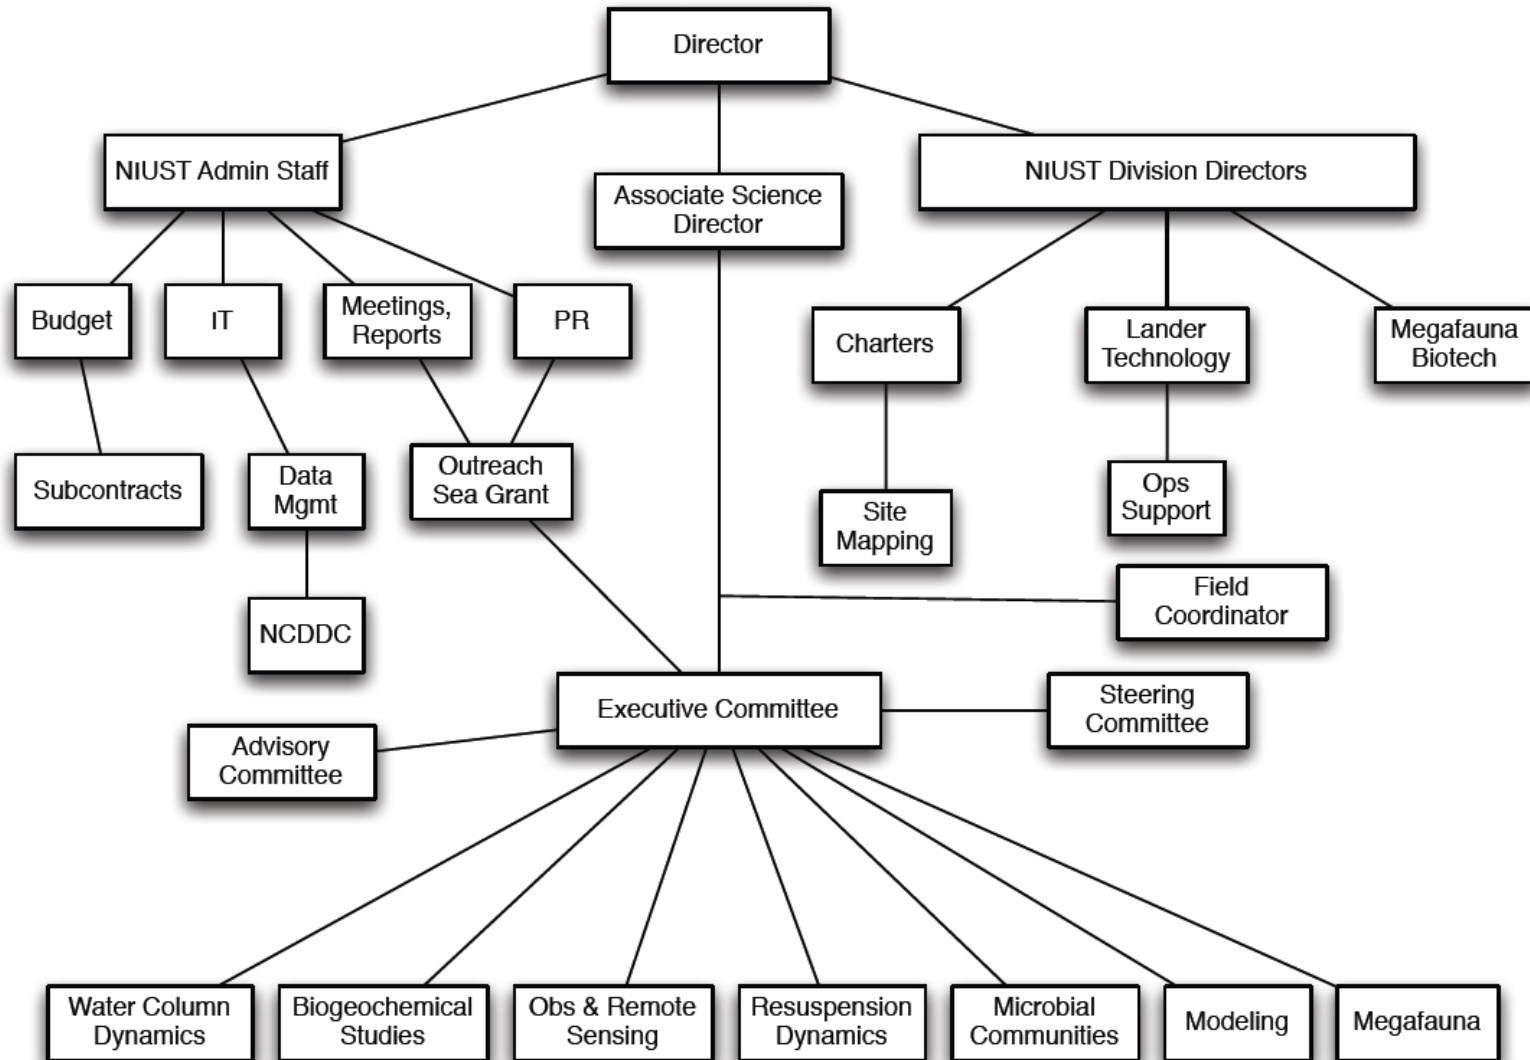 Director
NIUST Admin Staff
Associate Science
Director
NIUST Division Directors
Budget
IT
Meetings,
Reports
PR
Charters
Lander
Technology
Megafauna
Biotech
Subcontracts
Data
Mgmt
Outreach
Sea Grant
Site
Mapping
Ops
Support
NCDDC
Field
Coordinator
Executive Committee
Steering
Committee
Advisory
Committee
Water Column
Dynamics
Biogeochemical
Studies
Obs & Remote
Sensing
Resuspension
Dynamics
Microbial
Communities
Modeling
Megafauna